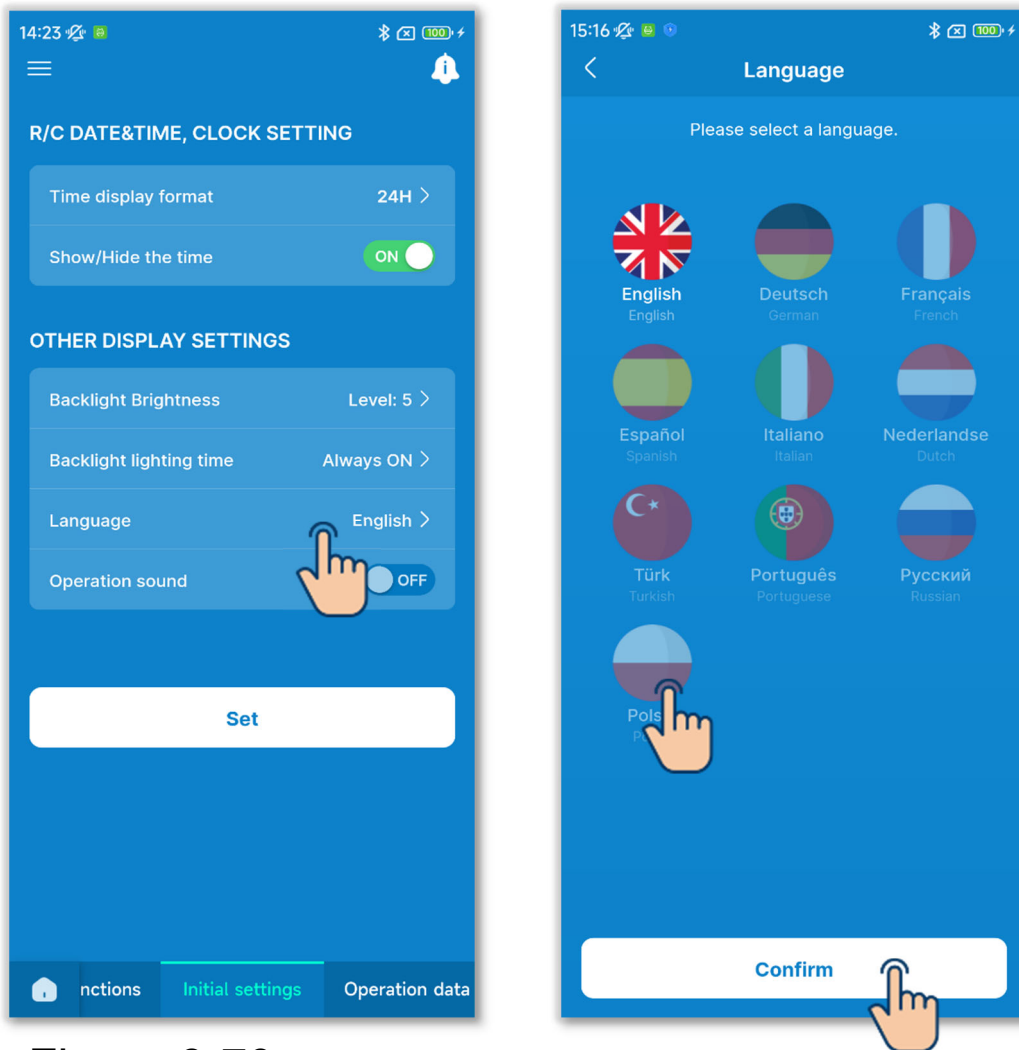 14:23
100
R/C DATE&TIME, CLOCK SETTING
Time display format 24H
Show/Hide the time ON
OTHER DISPLAY SETTINGS
Backlight Brightness Level: 5
Backlight lighting time Always ON
Language English
Operation sound OFF
Set
nctions Initial settings Operation data
15:16
100
Language
Please select a language.
English Deutsch Français
English German French
Español Italiano Nederlandse
Spanish Italian Dutch
Türk Português Русский
Turkish Portuguese Russian
Pols
Confirm